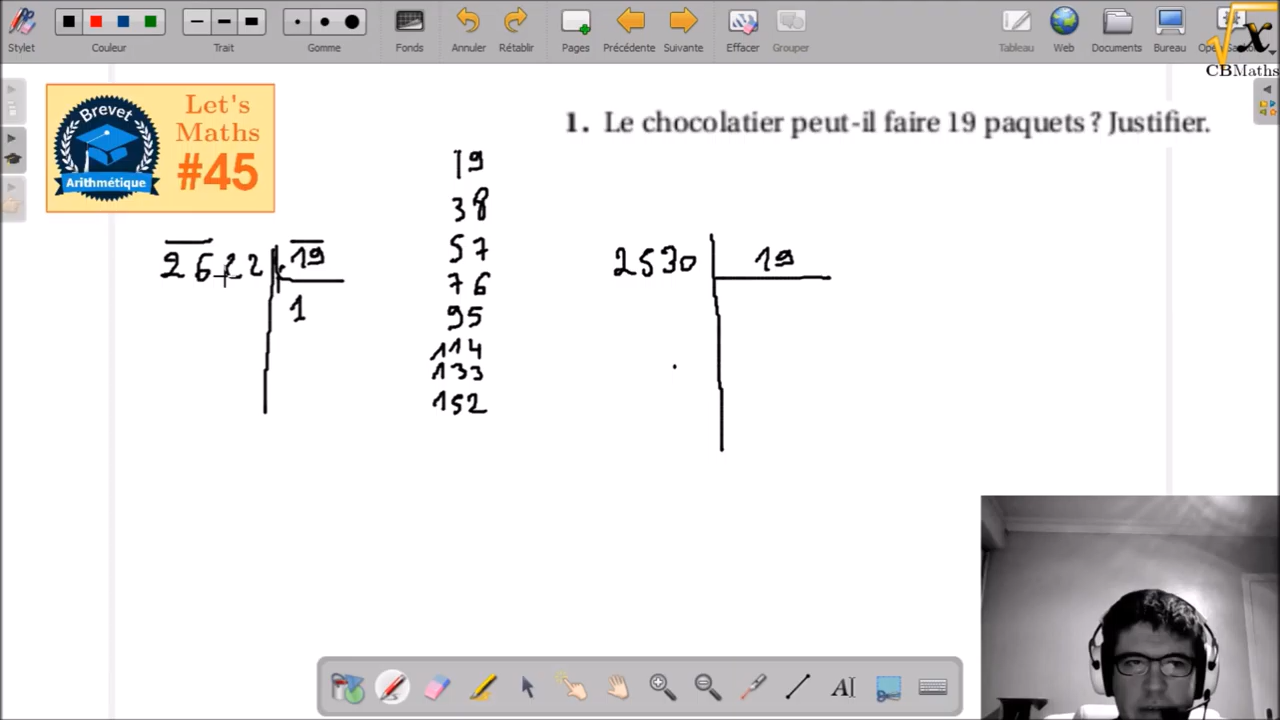 Stylet Couleur Trait Gomme Fonds Annuler Rétablir Pages Précédente Suivante Effacer Grouper Tableau Web Documents Bureau
CBMaths
Brevet
Arithmétique
Let's
Maths
#45
1. Le chocolatier peut-il faire 19 paquets ? Justifier.
2622 19
1
19
38
57
76
95
114
133
152
2530 19